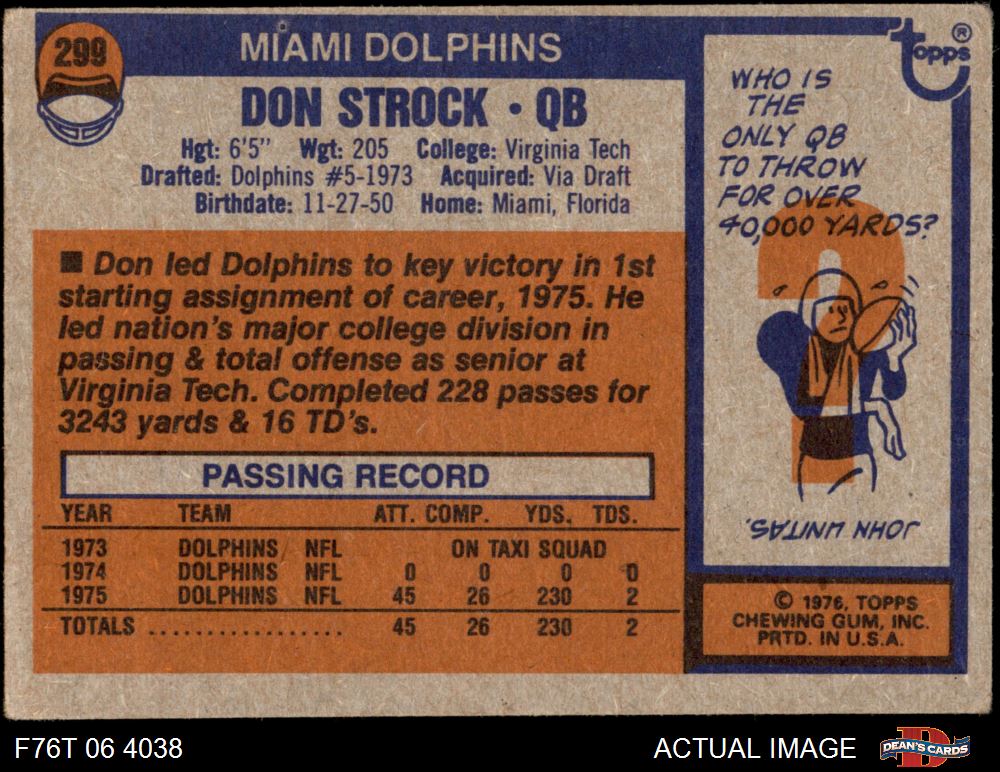 299
MIAMI DOLPHINS
DON STROCK • QB
Hgt: 6'5" Wgt: 205 College: Virginia Tech
Drafted: Dolphins #5-1973 Acquired: Via Draft
Birthdate: 11-27-50 Home: Miami, Florida
■ Don led Dolphins to key victory in 1st
starting assignment of career, 1975. He
led nation's major college division in
passing & total offense as senior at
Virginia Tech. Completed 228 passes for
3243 yards & 16 TD's.
PASSING RECORD
YEAR TEAM ATT. COMP. YDS. TDS.
1973 DOLPHINS NFL ON TAXI SQUAD
1974 DOLPHINS NFL 0 0 0 0
1975 DOLPHINS NFL 45 26 230 2
TOTALS ................. 45 26 230 2
topps®
WHO IS
THE
ONLY QB
TO THROW
FOR OVER
40,000 YARDS?
?
JOHN UNITAS.
© 1976, TOPPS
CHEWING GUM, INC.
PRTD. IN U.S.A.
F76T 06 4038
ACTUAL IMAGE
D
DEAN'S CARDS